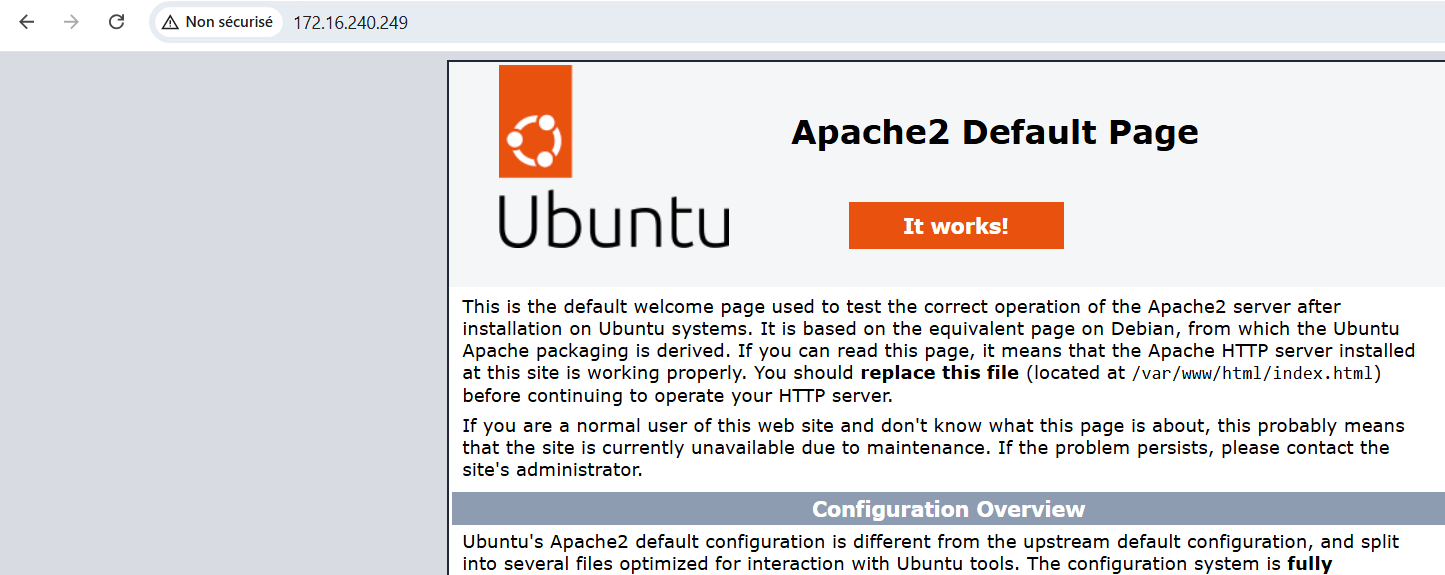 Non sécurisé 172.16.240.249
Apache2 Default Page
Ubuntu
It works!
This is the default welcome page used to test the correct operation of the Apache2 server after
installation on Ubuntu systems. It is based on the equivalent page on Debian, from which the Ubuntu
Apache packaging is derived. If you can read this page, it means that the Apache HTTP server installed
at this site is working properly. You should replace this file (located at /var/www/html/index.html)
before continuing to operate your HTTP server.
If you are a normal user of this web site and don't know what this page is about, this probably means
that the site is currently unavailable due to maintenance. If the problem persists, please contact the
site's administrator.
Configuration Overview
Ubuntu's Apache2 default configuration is different from the upstream default configuration, and split
into several files optimized for interaction with Ubuntu tools. The configuration system is fully